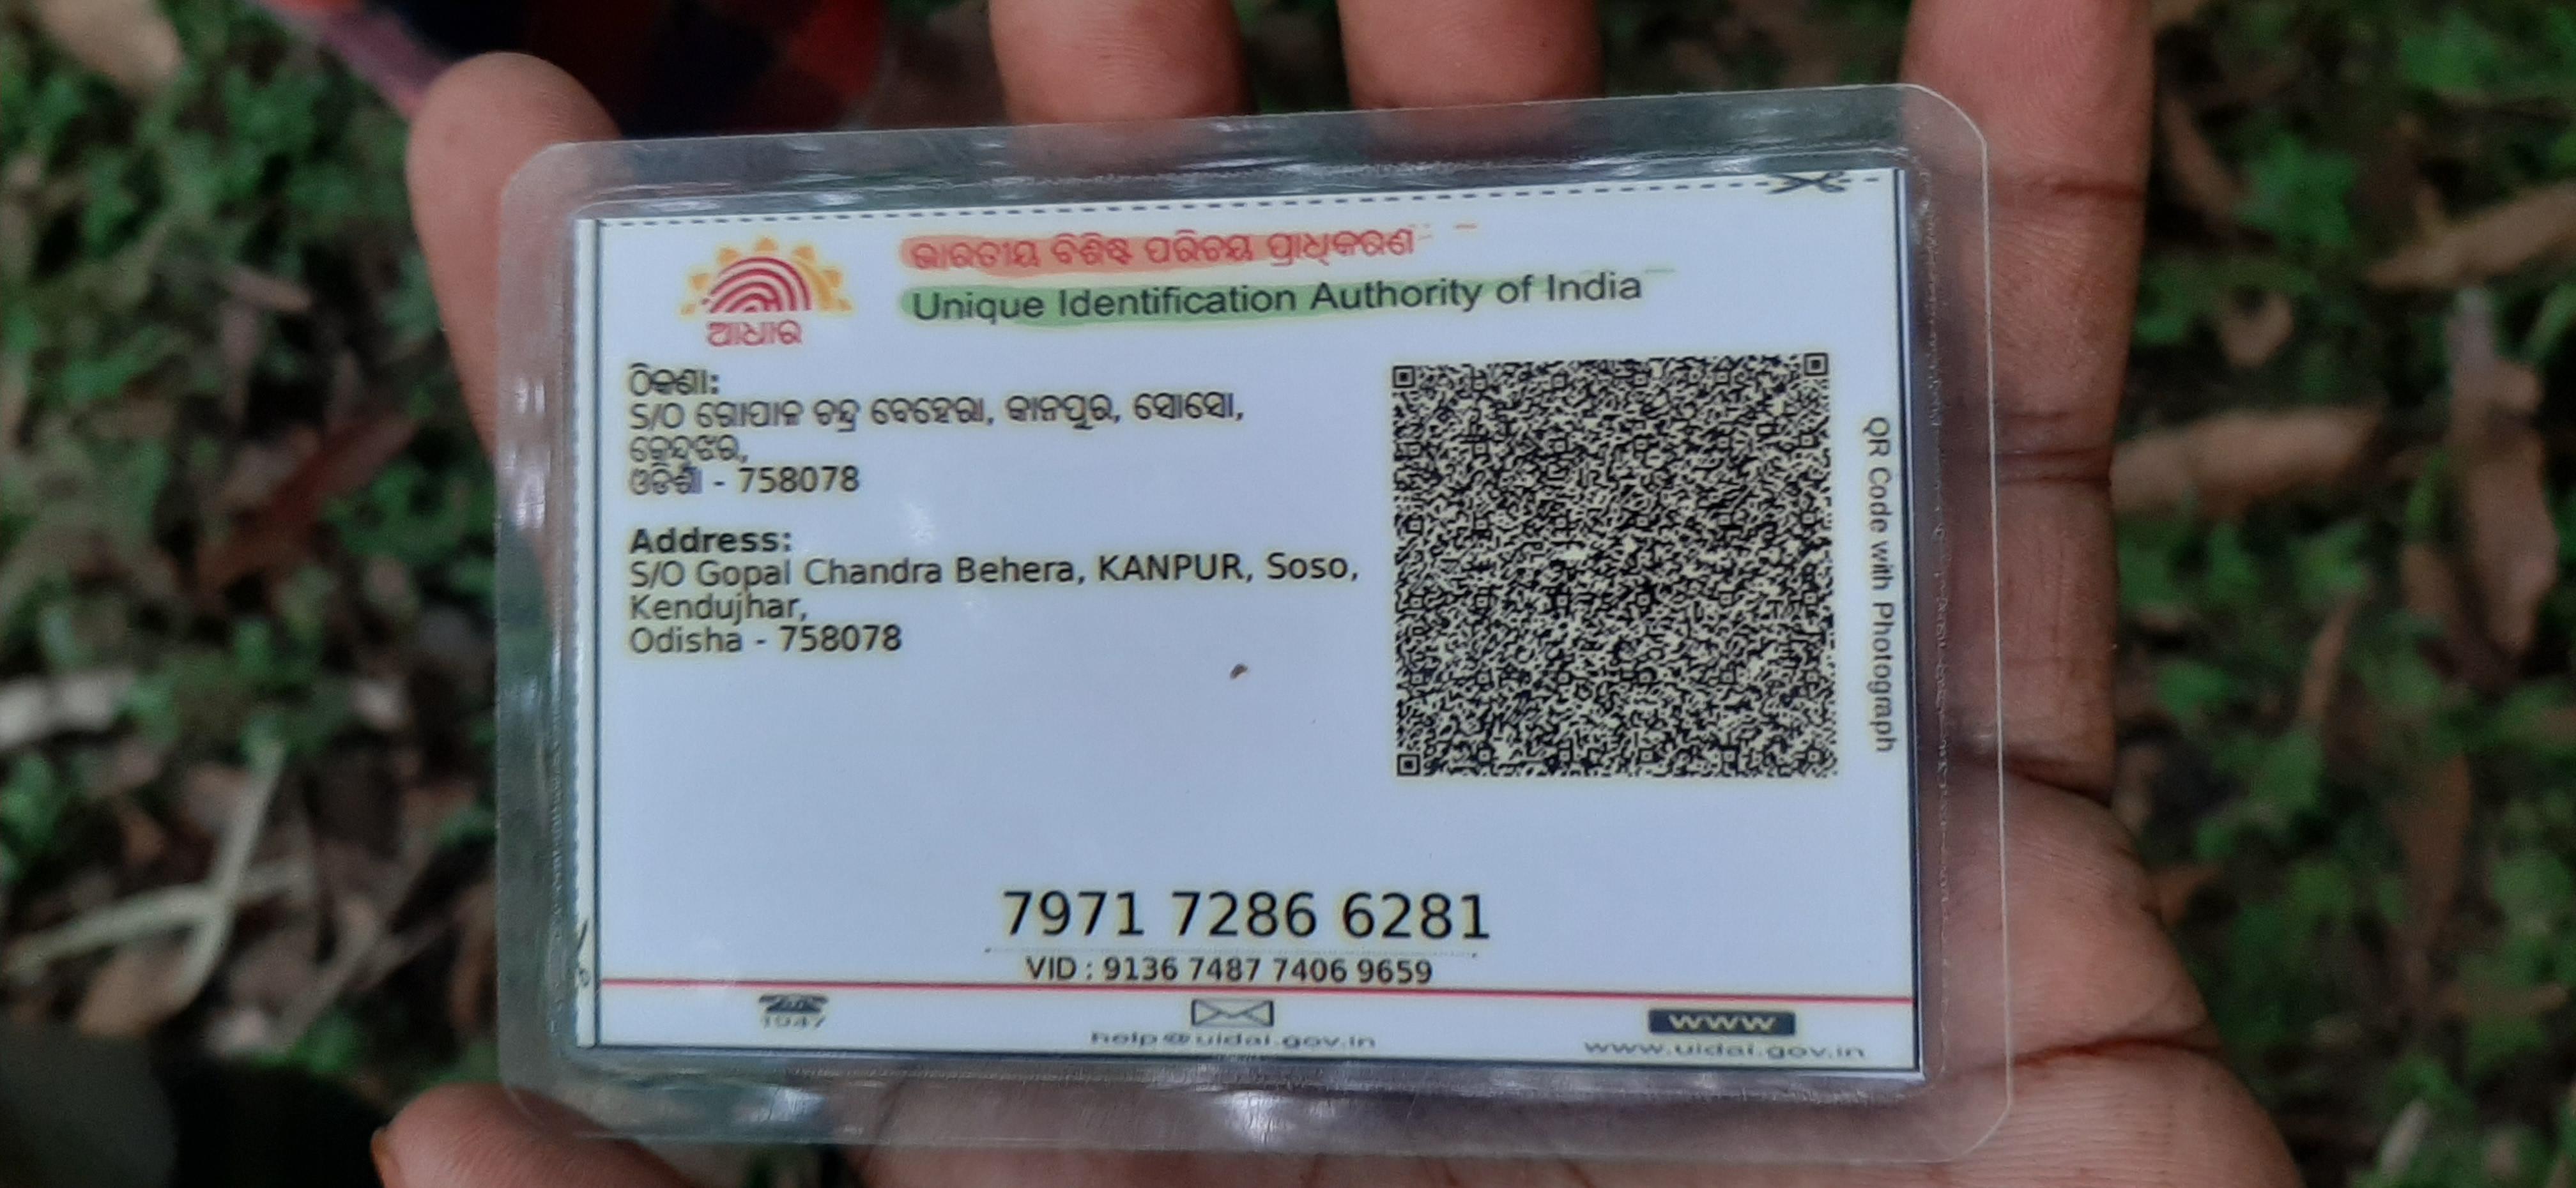 ଭାରତୀୟ ବିଶିଷ୍ଟ ପରିଚୟ ପ୍ରାଧିକରଣ
Unique Identification Authority of India
ଆଧାର
ଠିକଣା:
S/O ଗୋପାଳ ଚନ୍ଦ୍ର ବେହେରା, କାନପୁର, ସୋସୋ,
କେନ୍ଦୁଝର,
ଓଡିଶା - 758078
Address:
S/O Gopal Chandra Behera, KANPUR, Soso,
Kendujhar,
Odisha - 758078
QR Code with Photograph
7971 7286 6281
VID : 9136 7487 7406 9659
1947
help@uidai.gov.in
WWW
www.uidai.gov.in